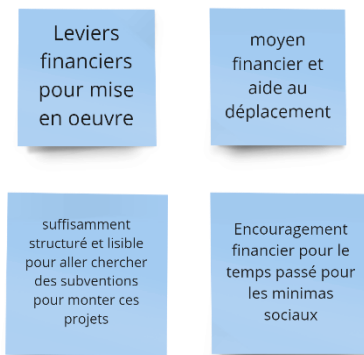 Leviers
financiers
pour mise
en oeuvre
moyen
financier et
aide au
déplacement
suffisamment
structuré et lisible
pour aller chercher
des subventions
pour monter ces
projets
Encouragement
financier pour le
temps passé pour
les minimas
sociaux